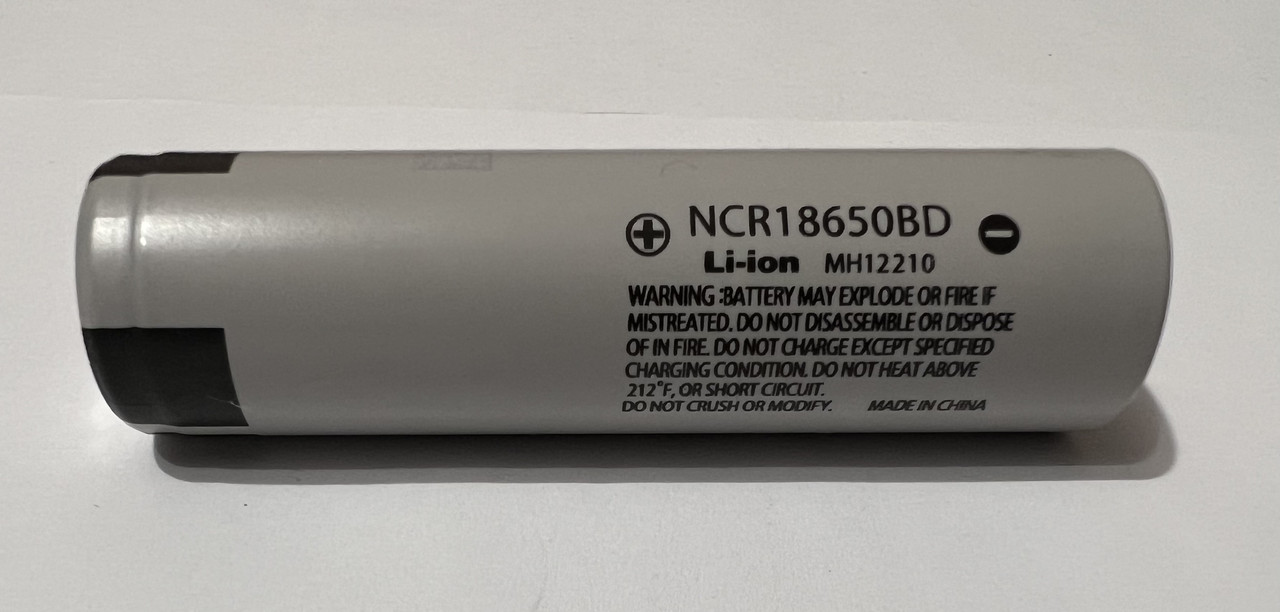 NCR18650BD
Li-ion MH12210
WARNING :BATTERY MAY EXPLODE OR FIRE IF
MISTREATED. DO NOT DISASSEMBLE OR DISPOSE
OF IN FIRE. DO NOT CHARGE EXCEPT SPECIFIED
CHARGING CONDITION. DO NOT HEAT ABOVE
212°F, OR SHORT CIRCUIT.
DO NOT CRUSH OR MODIFY. MADE IN CHINA